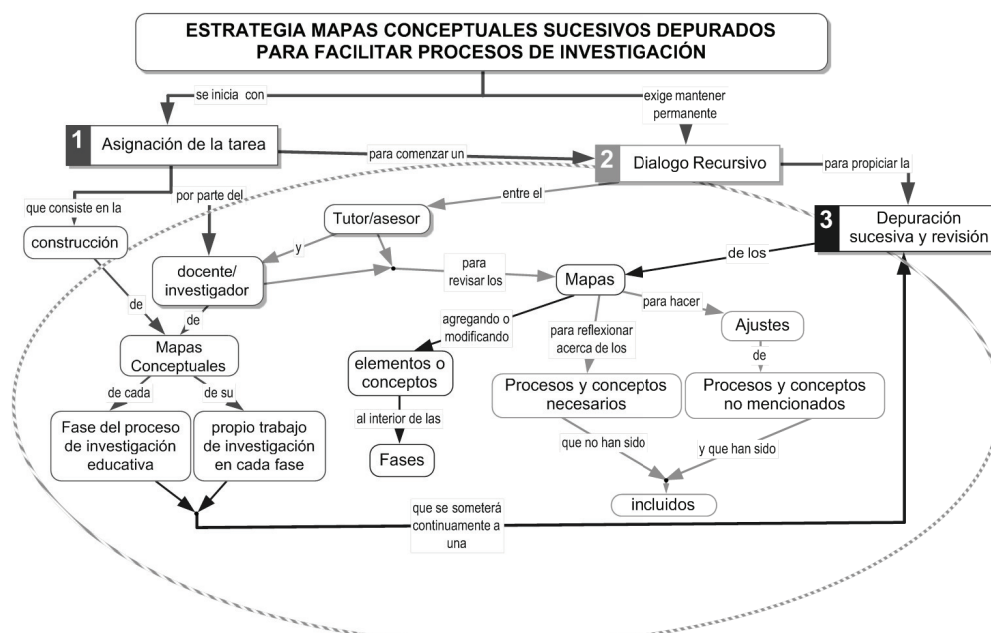 ESTRATEGIA MAPAS CONCEPTUALES SUCESIVOS DEPURADOS
PARA FACILITAR PROCESOS DE INVESTIGACIÓN
se inicia con
exige mantener
permanente
1
Asignación de la tarea
para comenzar un
2
Dialogo Recursivo
para propiciar la
3
Depuración
sucesiva y revisión
que consiste en la
por parte del
entre el
Tutor/asesor
construcción
y
docente/
investigador
para
revisar los
Mapas
de los
de
de
agregando o
modificando
para reflexionar
acerca de los
para hacer
Ajustes
Mapas
Conceptuales
elementos o
conceptos
de
de cada
de su
Procesos y conceptos
necesarios
Procesos y conceptos
no mencionados
Fase del proceso
de investigación
educativa
propio trabajo
de investigación
en cada fase
al interior de las
Fases
que no han sido
y que han sido
incluidos
que se someterá
continuamente a
una